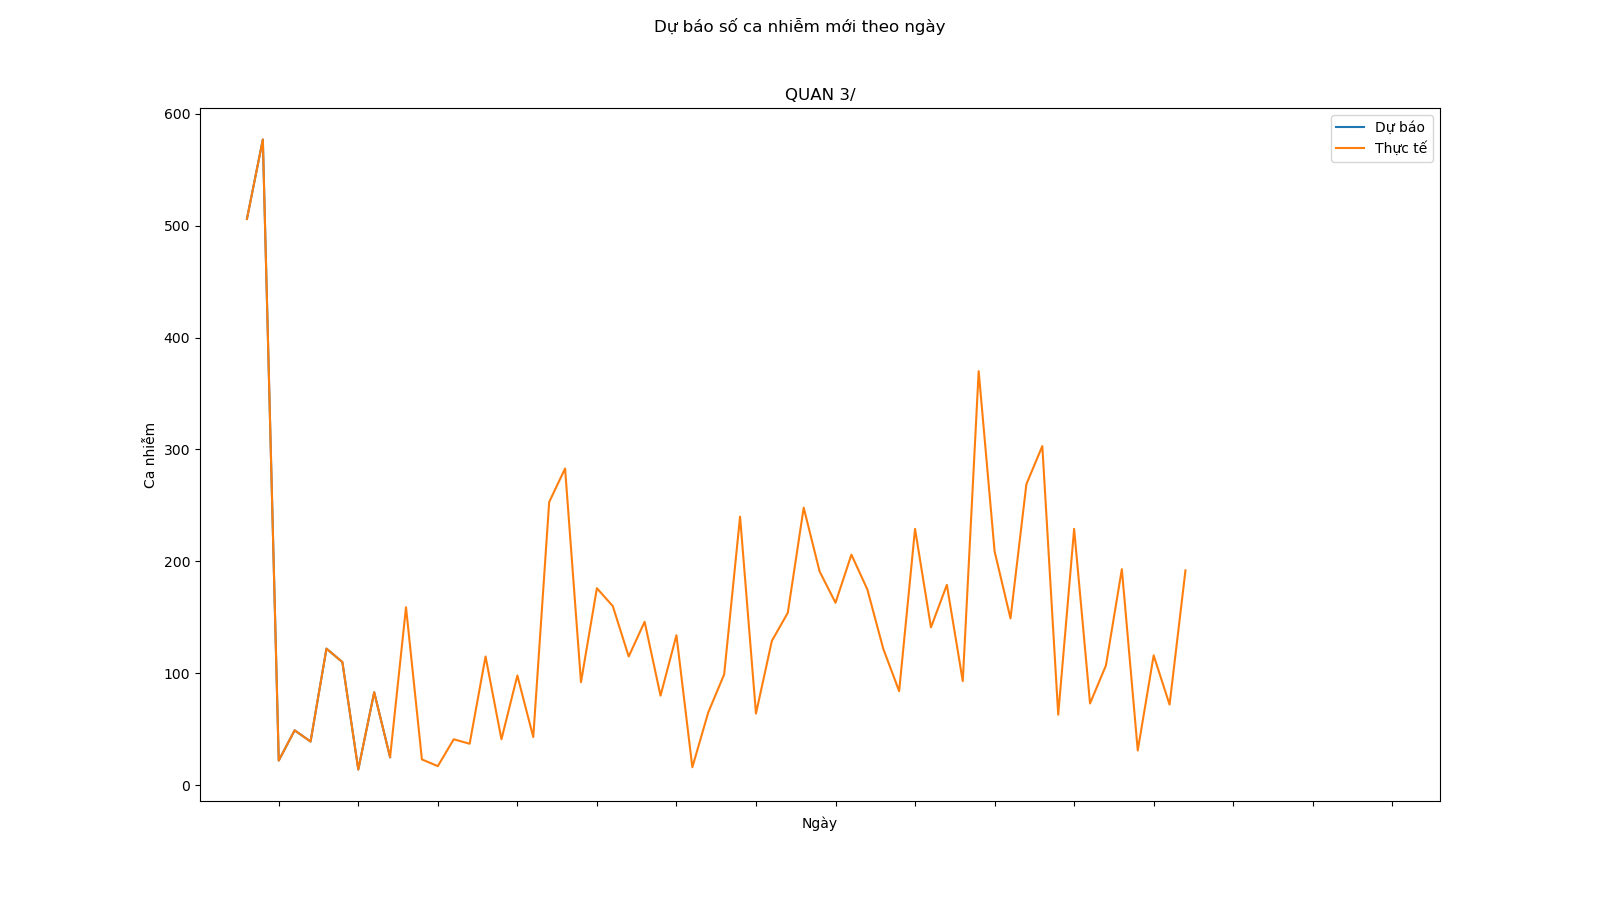 Dự báo số ca nhiễm mới theo ngày
QUAN 3/
Dự báo
Thực tế
600
500
400
300
200
100
0
Ca nhiễm
Ngày